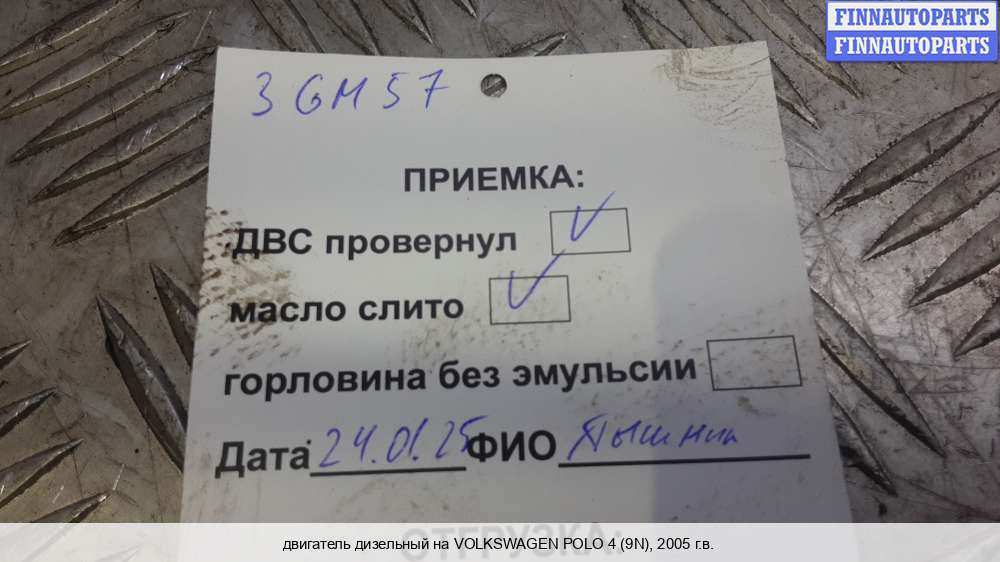 FINNAUTOPARTS
FINNAUTOPARTS
3GM57
ПРИЕМКА:
ДВС провернул
масло слито
горловина без эмульсии
Дата 24.01.25 ФИО
ОТГРУЗКА:
двигатель дизельный на VOLKSWAGEN POLO 4 (9N), 2005 г.в.